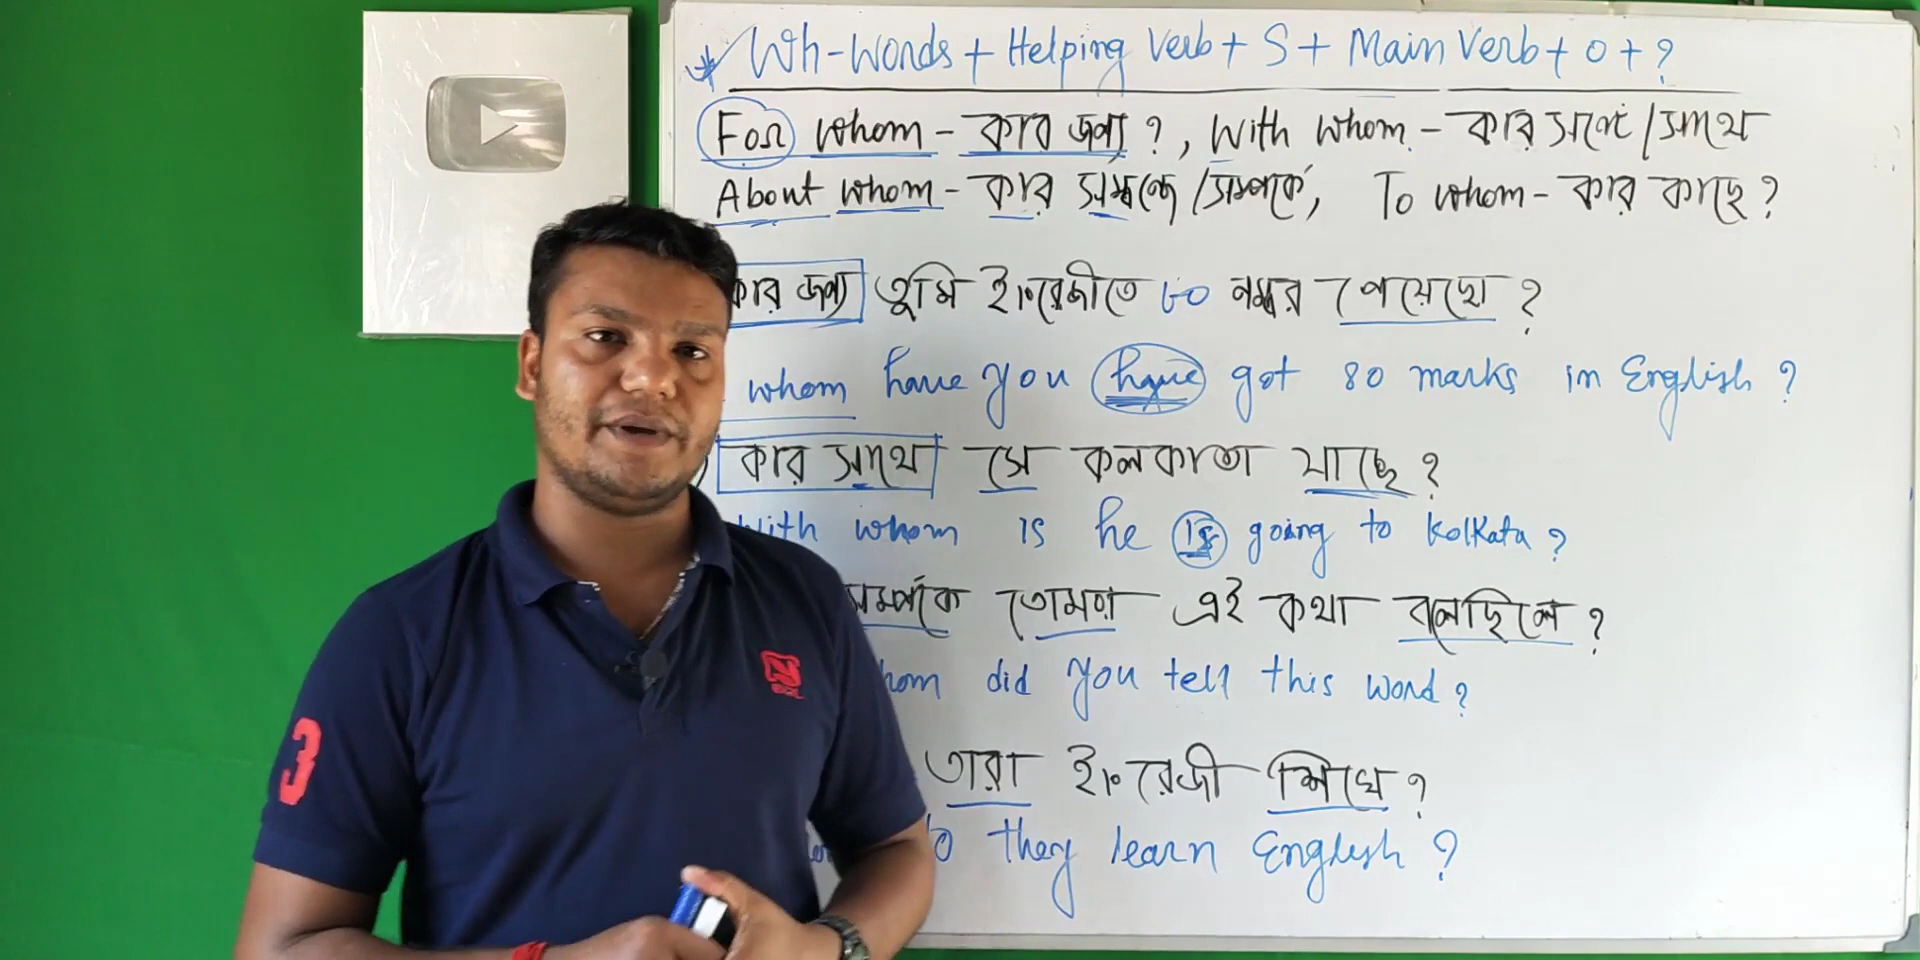 Wh-Words + Helping Verb + S + Main Verb + O + ?
For whom - কার জন্য ?, With whom - কার সঙ্গে / সাথে
About whom - কার সম্বন্ধে / সম্পর্কে, To whom - কার কাছে ?
কার জন্য তুমি ইংরেজীতে ৮০ নম্বর পেয়েছো ?
whom have you have got 80 marks in English ?
কার সাথে সে কলকাতা যাচ্ছে ?
with whom is he is going to Kolkata ?
সম্পর্কে তোমরা এই কথা বলেছিলে ?
did you tell this word ?
তারা ইংরেজী শিখে ?
they learn English ?
3